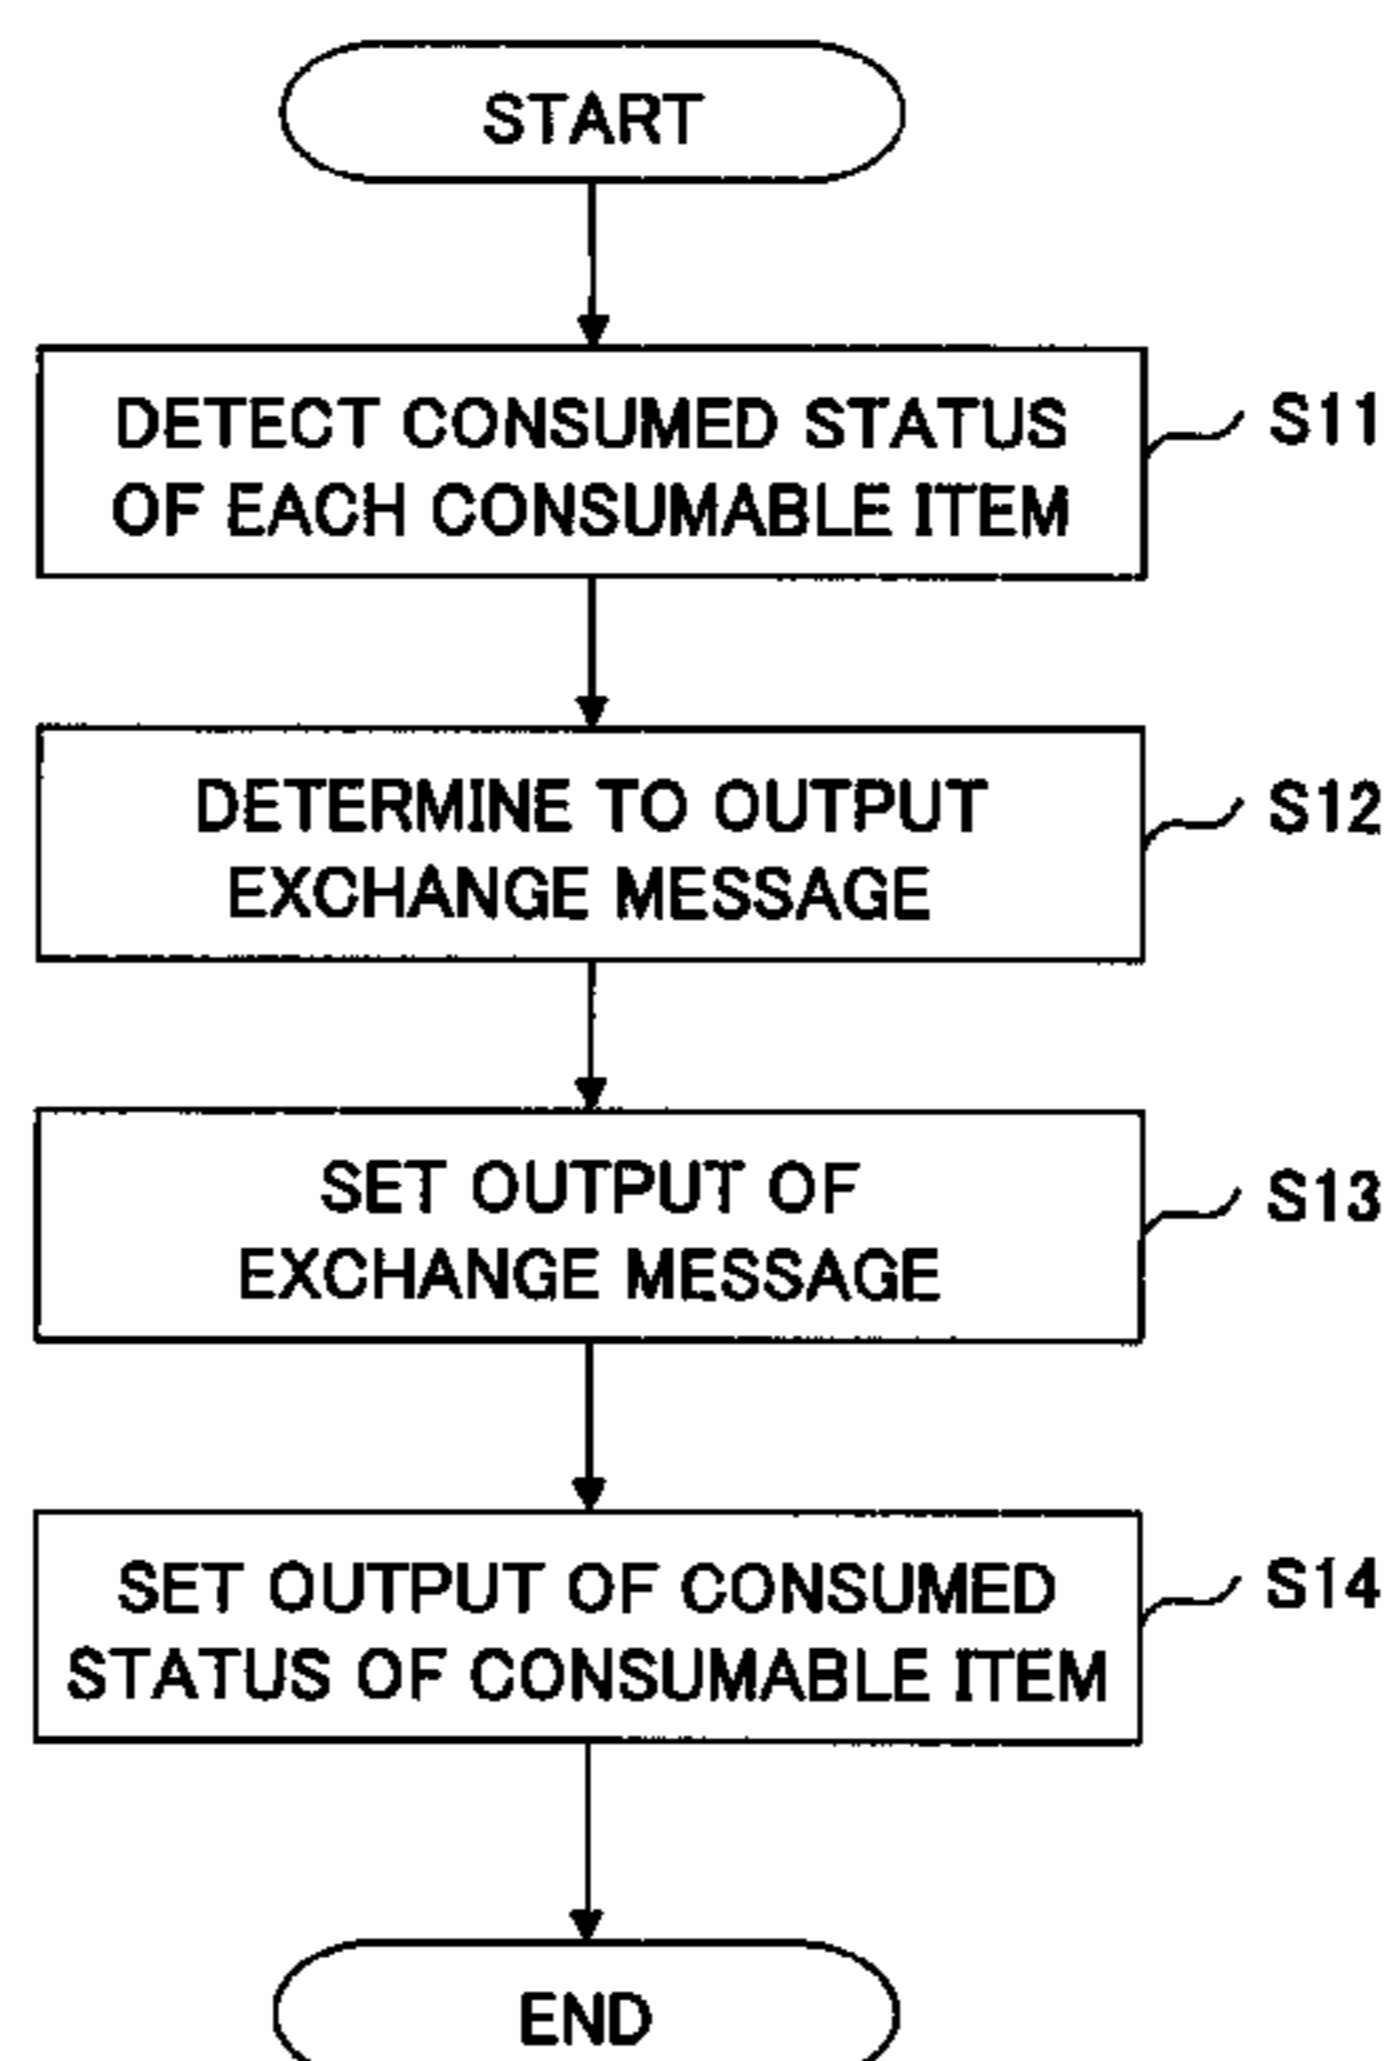 START
DETECT CONSUMED STATUS
OF EACH CONSUMABLE ITEM
S11
DETERMINE TO OUTPUT
EXCHANGE MESSAGE
S12
SET OUTPUT OF
EXCHANGE MESSAGE
S13
SET OUTPUT OF CONSUMED
STATUS OF CONSUMABLE ITEM
S14
END